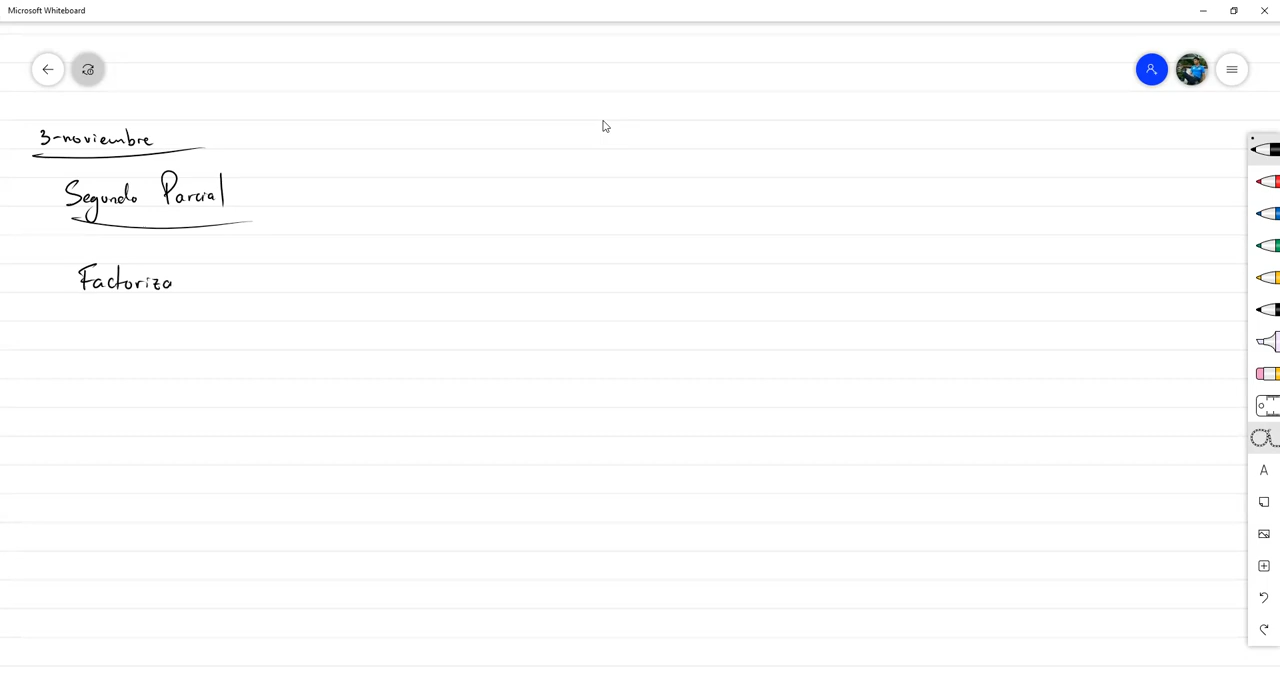 Microsoft Whiteboard
3-noviembre
Segundo Parcial
Factoriza
A